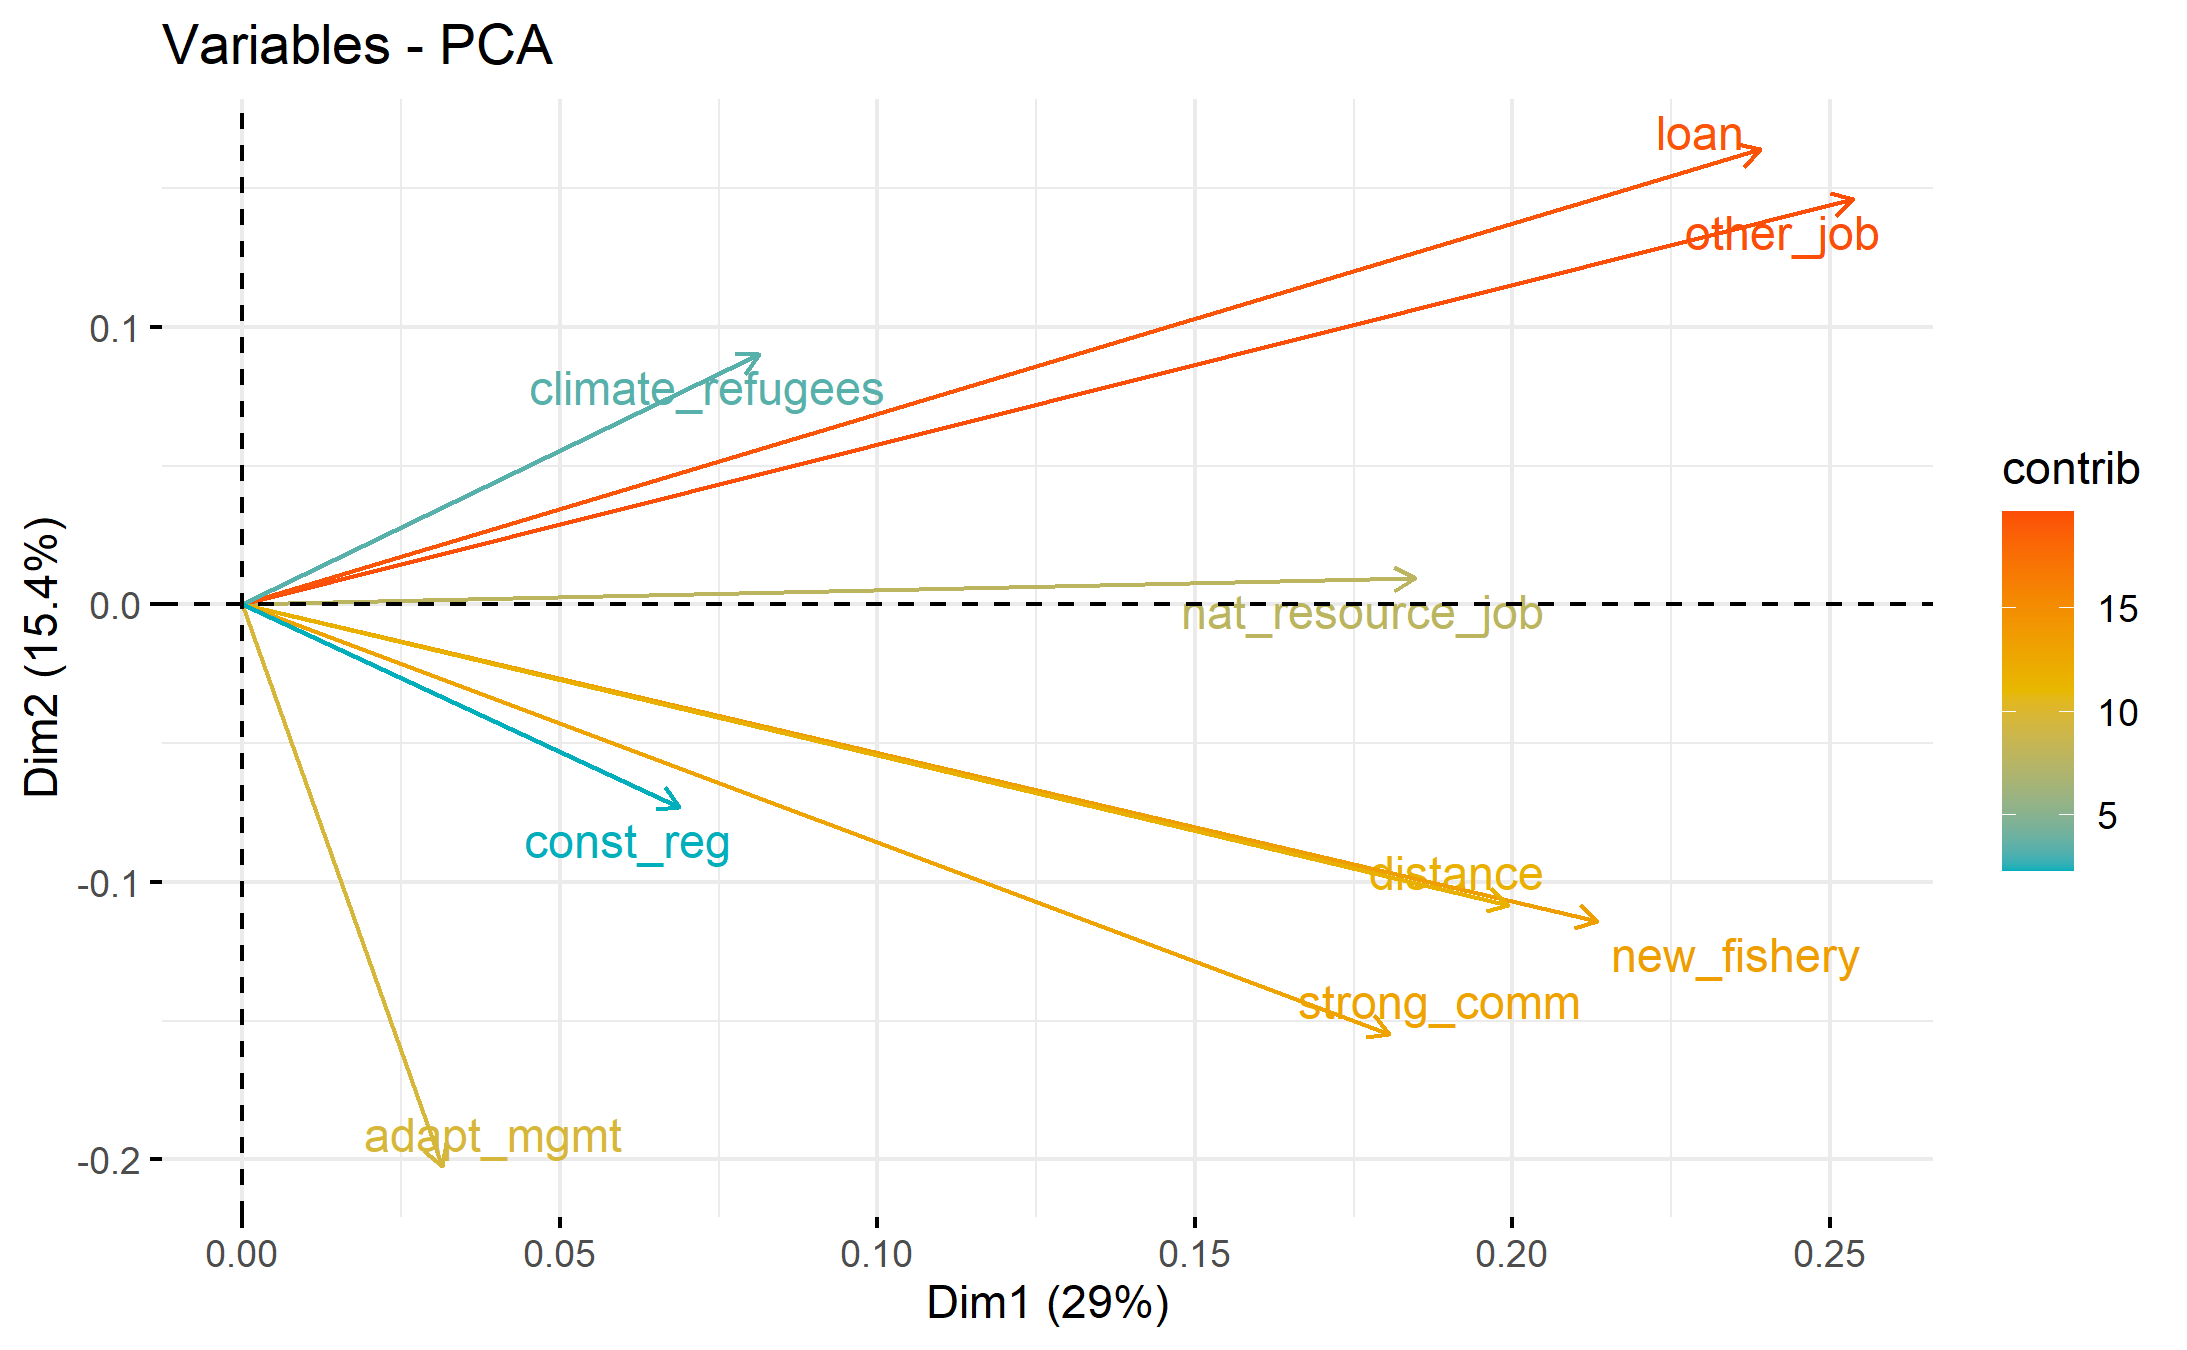 Variables - PCA
loan
other_job
climate_refugees
nat_resource_job
const_reg
distance
new_fishery
strong_comm
adapt_mgmt
0.1
0.0
-0.1
-0.2
Dim2 (15.4%)
0.00 0.05 0.10 0.15 0.20 0.25
Dim1 (29%)
contrib
15
10
5